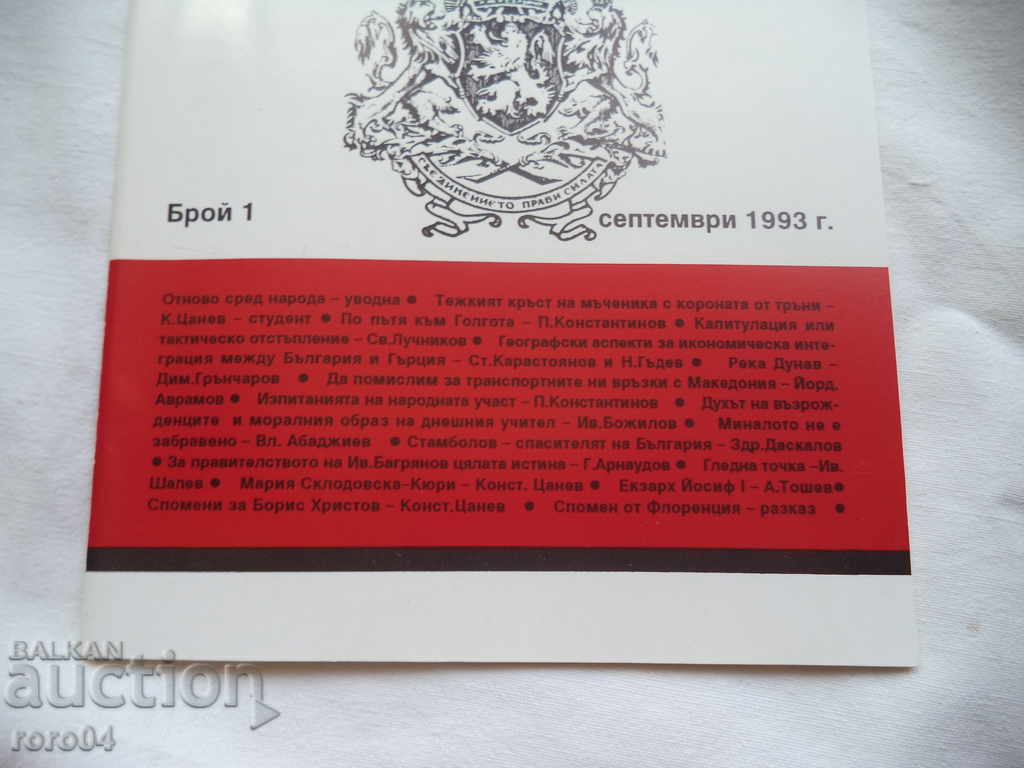 СЪЕДИНЕНИЕТО ПРАВИ СИЛАТА
Брой 1
септември 1993 г.
Отново сред народа – уводна ● Тежкият кръст на мъченика с короната от тръни –
К.Цанев – студент ● По пътя към Голгота – П.Константинов ● Капитулация или
тактическо отстъпление – Св.Лучников ● Географски аспекти за икономическа инте-
грация между България и Гърция – Ст.Карастоянов и Н.Гъдев ● Река Дунав –
Дим.Грънчаров ● Да помислим за транспортните ни връзки с Македония – Йорд.
Аврамов ● Изпитанията на народната участ – П.Константинов ● Духът на възрож-
денците и моралния образ на днешния учител – Ив.Божилов ● Миналото не е
забравено – Вл. Абаджиев ● Стамболов – спасителят на България – Здр.Даскалов
● За правителството на Ив.Багрянов цялата истина – Г.Арнаудов ● Гледна точка –Ив.
Шалев ● Мария Склодовска–Кюри – Конст. Цанев ● Екзарх Йосиф I – А.Тошев ●
Спомени за Борис Христов – Конст.Цанев ● Спомен от Флоренция – разказ ●
BALKAN
auction
roro04